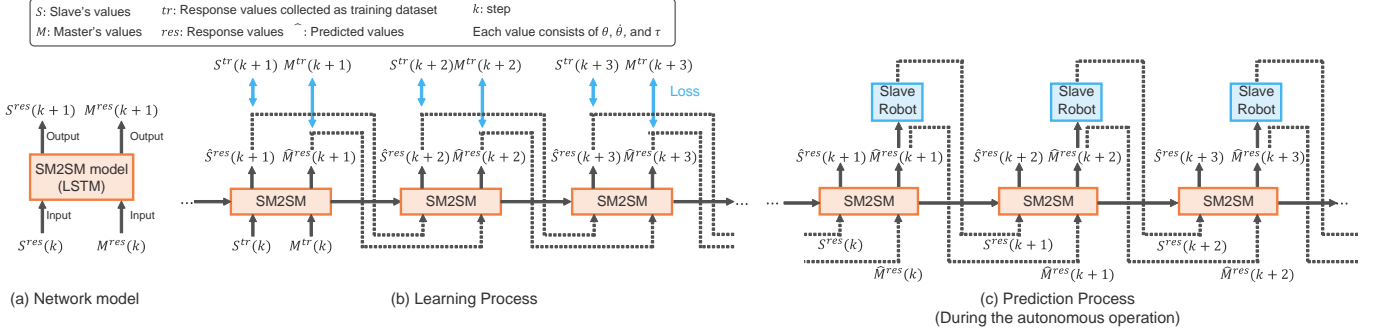 S: Slave's values tr: Response values collected as training dataset k: step
M: Master's values res: Response values ^: Predicted values Each value consists of θ, θ̇, and τ
S^{res}(k+1) M^{res}(k+1)
Output Output
SM2SM model
(LSTM)
Input Input
S^{res}(k) M^{res}(k)
(a) Network model
S^{tr}(k+1) M^{tr}(k+1) S^{tr}(k+2) M^{tr}(k+2) S^{tr}(k+3) M^{tr}(k+3)
Loss
Ŝ^{res}(k+1) M̂^{res}(k+1) Ŝ^{res}(k+2) M̂^{res}(k+2) Ŝ^{res}(k+3) M̂^{res}(k+3)
... SM2SM SM2SM SM2SM ...
S^{tr}(k) M^{tr}(k)
(b) Learning Process
Slave Slave Slave
Robot Robot Robot
Ŝ^{res}(k+1) M̂^{res}(k+1) Ŝ^{res}(k+2) M̂^{res}(k+2) Ŝ^{res}(k+3) M̂^{res}(k+3)
... SM2SM SM2SM SM2SM ...
S^{res}(k) S^{res}(k+1) S^{res}(k+2)
M̂^{res}(k) M̂^{res}(k+1) M̂^{res}(k+2)
(c) Prediction Process
(During the autonomous operation)